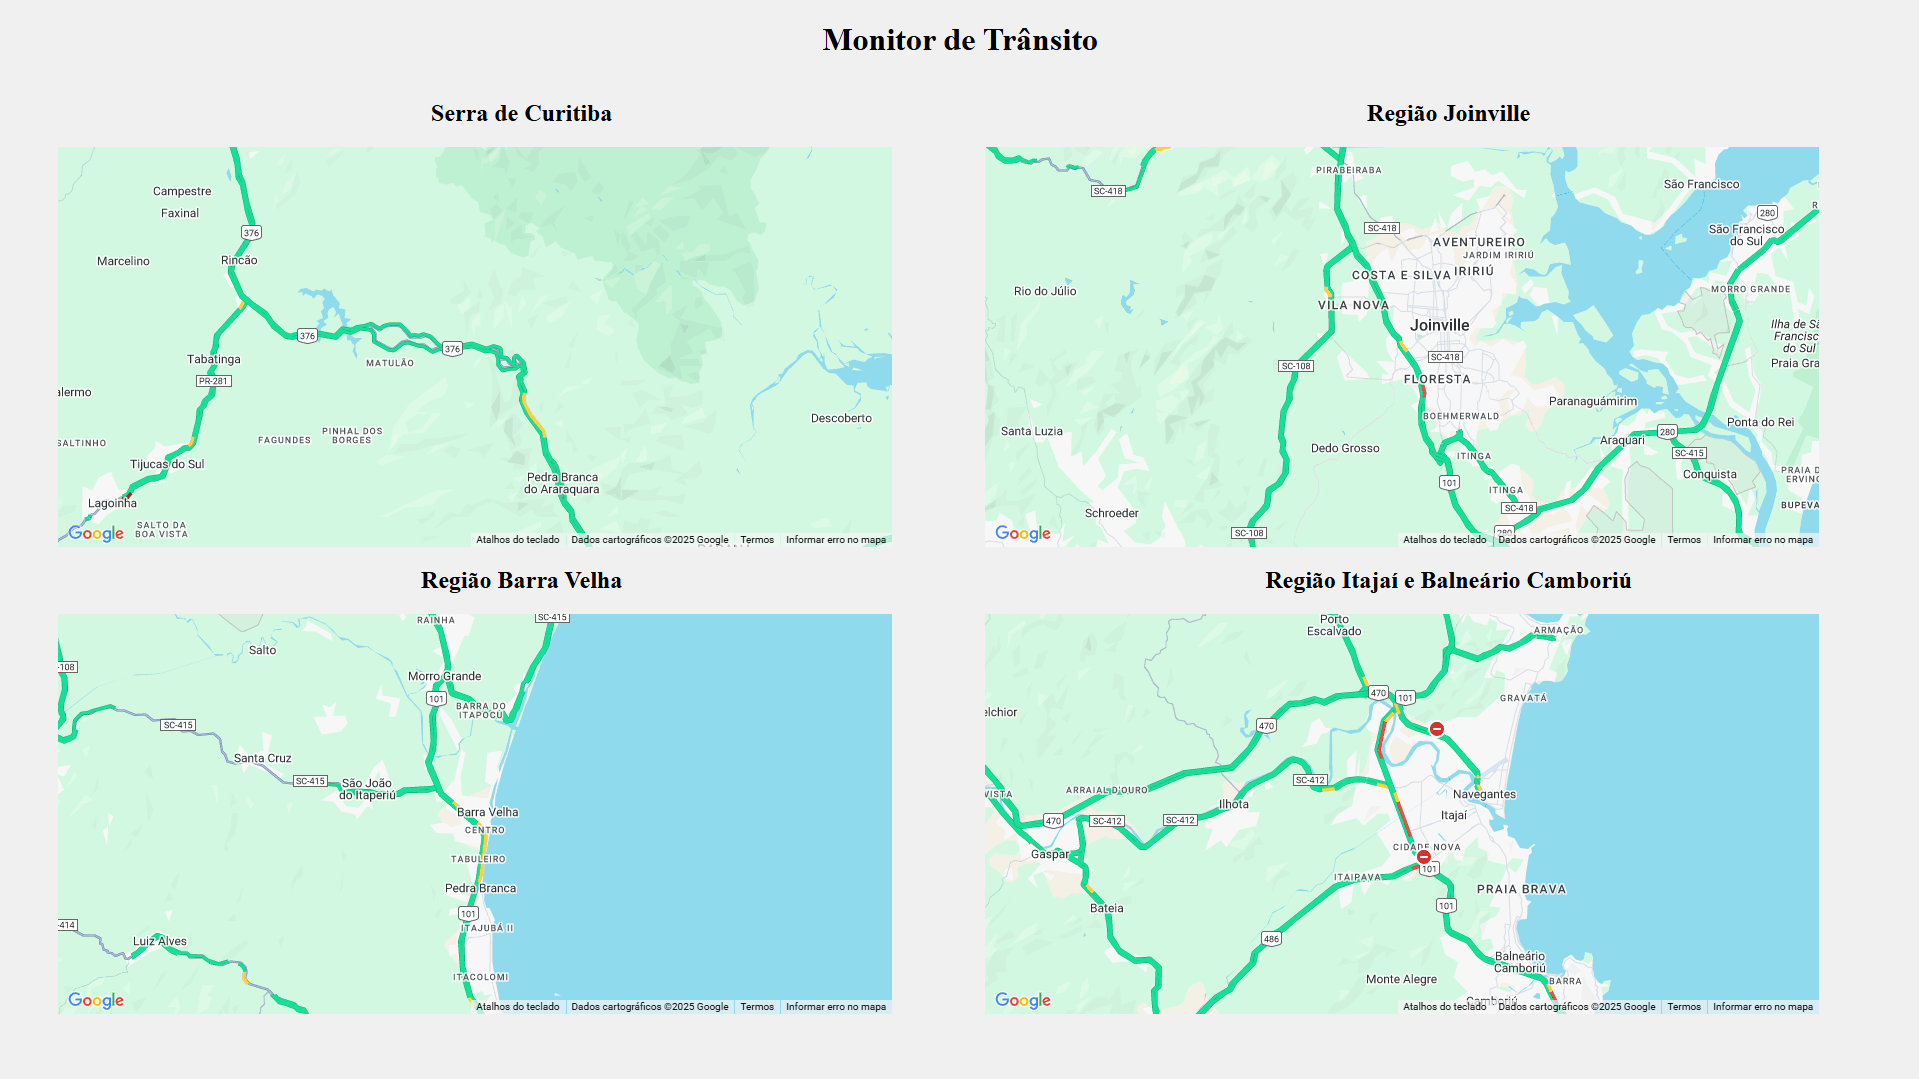 Monitor de Trânsito
Serra de Curitiba
Campestre
Faxinal
376
Marcelino
Rincão
376
376
MATULÃO
Tabatinga
PR-281
alermo
SALTINHO
FAGUNDES
PINHAL DOS
BORGES
Descoberto
Tijucas do Sul
Pedra Branca
do Araraquara
Lagoinha
SALTO DA
BOA VISTA
Google
Atalhos do teclado
Dados cartográficos ©2025 Google
Termos
Informar erro no mapa
Região Joinville
PIRABEIRABA
SC-418
São Francisco
280
R
SC-418
São Francisco
do Sul
AVENTUREIRO
JARDIM IRIRIÚ
COSTA E SILVA
IRIRIÚ
Rio do Júlio
MORRO GRANDE
VILA NOVA
Joinville
Ilha de Sã
Francisc
do Sul
SC-418
SC-108
Praia Gra
FLORESTA
Paranaguámirim
BOEHMERWALD
Ponta do Rei
Santa Luzia
280
Araquari
Dedo Grosso
SC-415
ITINGA
Conquista
PRAIA D
ERVINO
101
ITINGA
SC-418
BUPEVA
Schroeder
SC-108
280
Google
Atalhos do teclado
Dados cartográficos ©2025 Google
Termos
Informar erro no mapa
Região Barra Velha
RAINHA
SC-415
Salto
-108
Morro Grande
101
BARRA DO
ITAPOCÚ
SC-415
Santa Cruz
SC-415
São João
do Itaperiú
Barra Velha
CENTRO
TABULEIRO
Pedra Branca
101
-414
ITAJUBÁ II
Luiz Alves
ITACOLOMI
Google
Atalhos do teclado
Dados cartográficos ©2025 Google
Termos
Informar erro no mapa
Região Itajaí e Balneário Camboriú
Porto
Escalvado
ARMAÇÃO
470
101
GRAVATÁ
elchior
470
SC-412
ARRAIAL D'OURO
VISTA
Navegantes
Ilhota
Itajaí
470
SC-412
SC-412
CIDADE NOVA
Gaspar
101
ITAIPAVA
PRAIA BRAVA
101
Bateia
486
Balneário
Camboriú
Monte Alegre
BARRA
Camboriú
Google
Atalhos do teclado
Dados cartográficos ©2025 Google
Termos
Informar erro no mapa